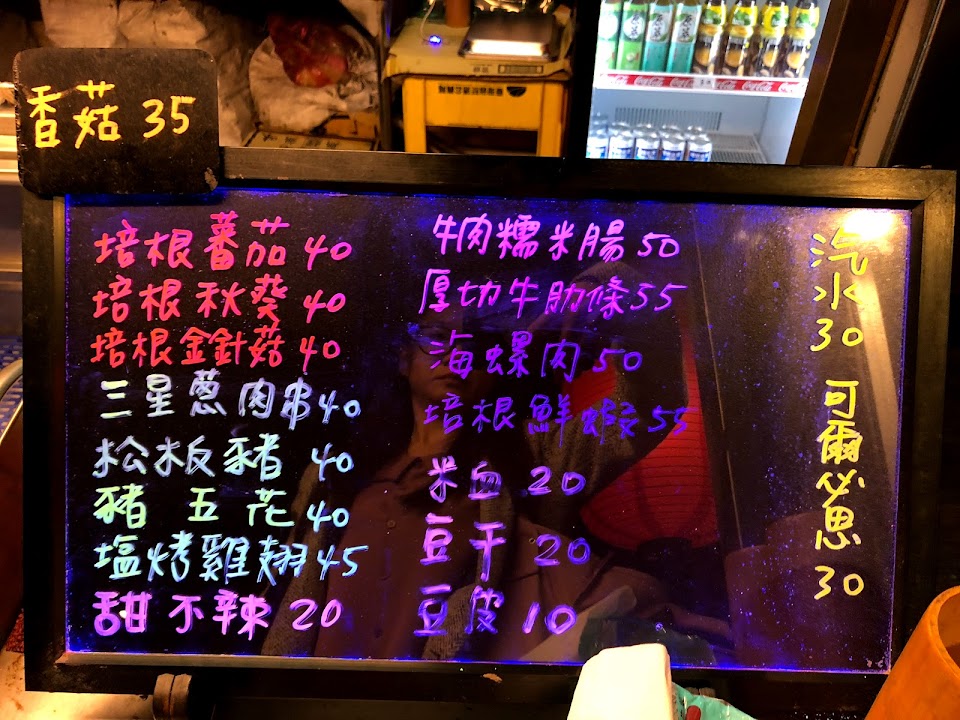 香菇 35
培根蕃茄 40
培根秋葵 40
培根金針菇 40
三星蔥肉串 40
松板豬 40
豬五花 40
塩烤雞翅 45
甜不辣 20
牛肉糯米腸 50
厚切牛肋條 55
海螺肉 50
培根鮮蝦 55
米血 20
豆干 20
豆皮 10
汽水 30
可爾必思 30
Coca-Cola